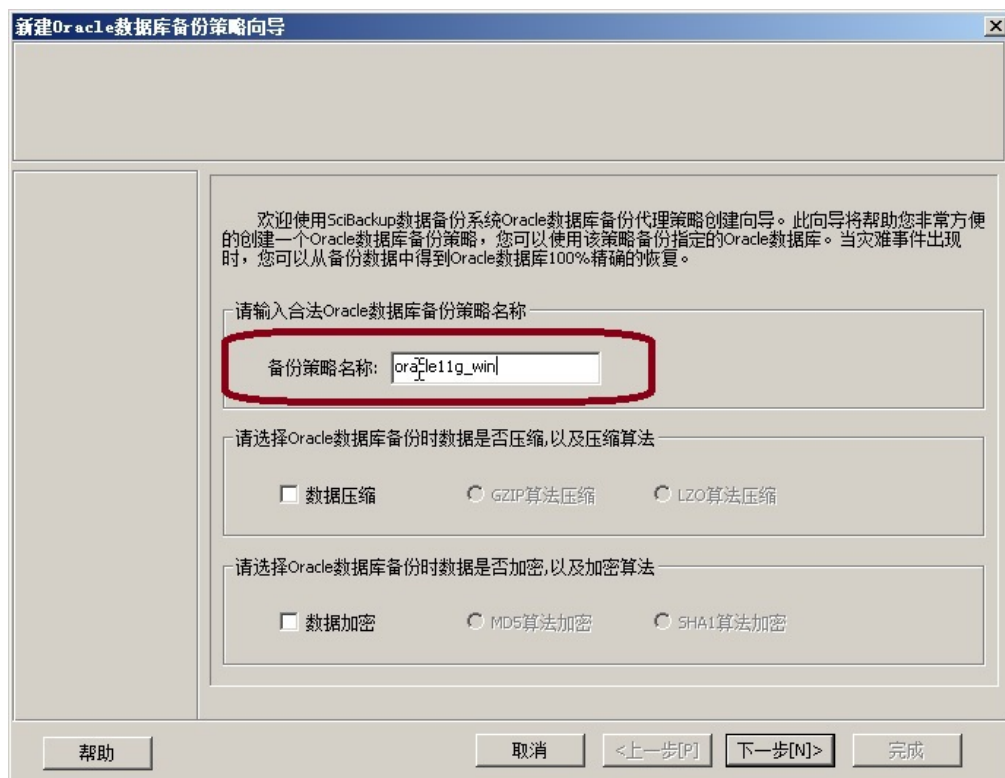 新建Oracle数据库备份策略向导
欢迎使用SciBackup数据备份系统Oracle数据库备份代理策略创建向导。此向导将帮助您非常方便
的创建一个Oracle数据库备份策略，您可以使用该策略备份指定的Oracle数据库。当灾难事件出现
时，您可以从备份数据中得到Oracle数据库100%精确的恢复。
请输入合法Oracle数据库备份策略名称
备份策略名称: oracle11g_win
请选择Oracle数据库备份时数据是否压缩,以及压缩算法
数据压缩 GZIP算法压缩 LZO算法压缩
请选择Oracle数据库备份时数据是否加密,以及加密算法
数据加密 MD5算法加密 SHA1算法加密
帮助 取消 <上一步[P] 下一步[N]> 完成